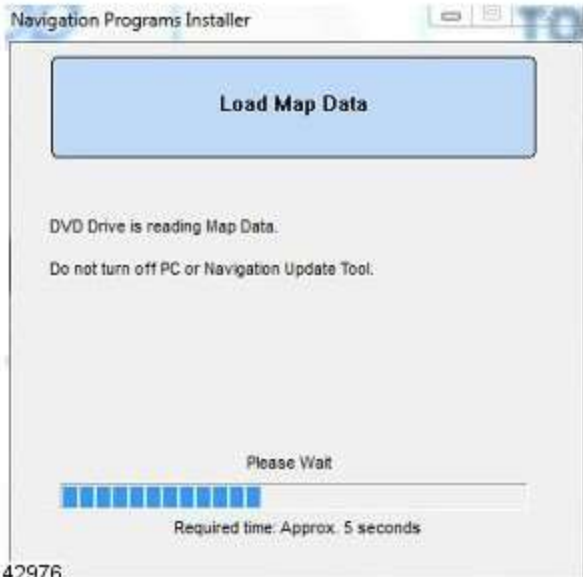 Navigation Programs Installer
TO
Load Map Data
DVD Drive is reading Map Data.
Do not turn off PC or Navigation Update Tool.
Please Wait
Required time: Approx. 5 seconds
42976